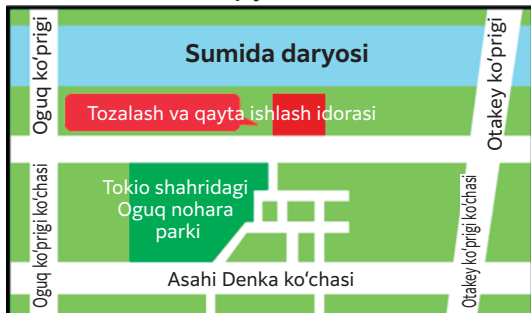 Sumida daryosi
Oguq ko‘prigi
Otakey ko‘prigi
Tozalash va qayta ishlash idorasi
Tokio shahridagi
Oguq nohara
parki
Oguq ko‘prigi ko‘chasi
Otakey ko‘prigi ko‘chasi
Asahi Denka ko‘chasi